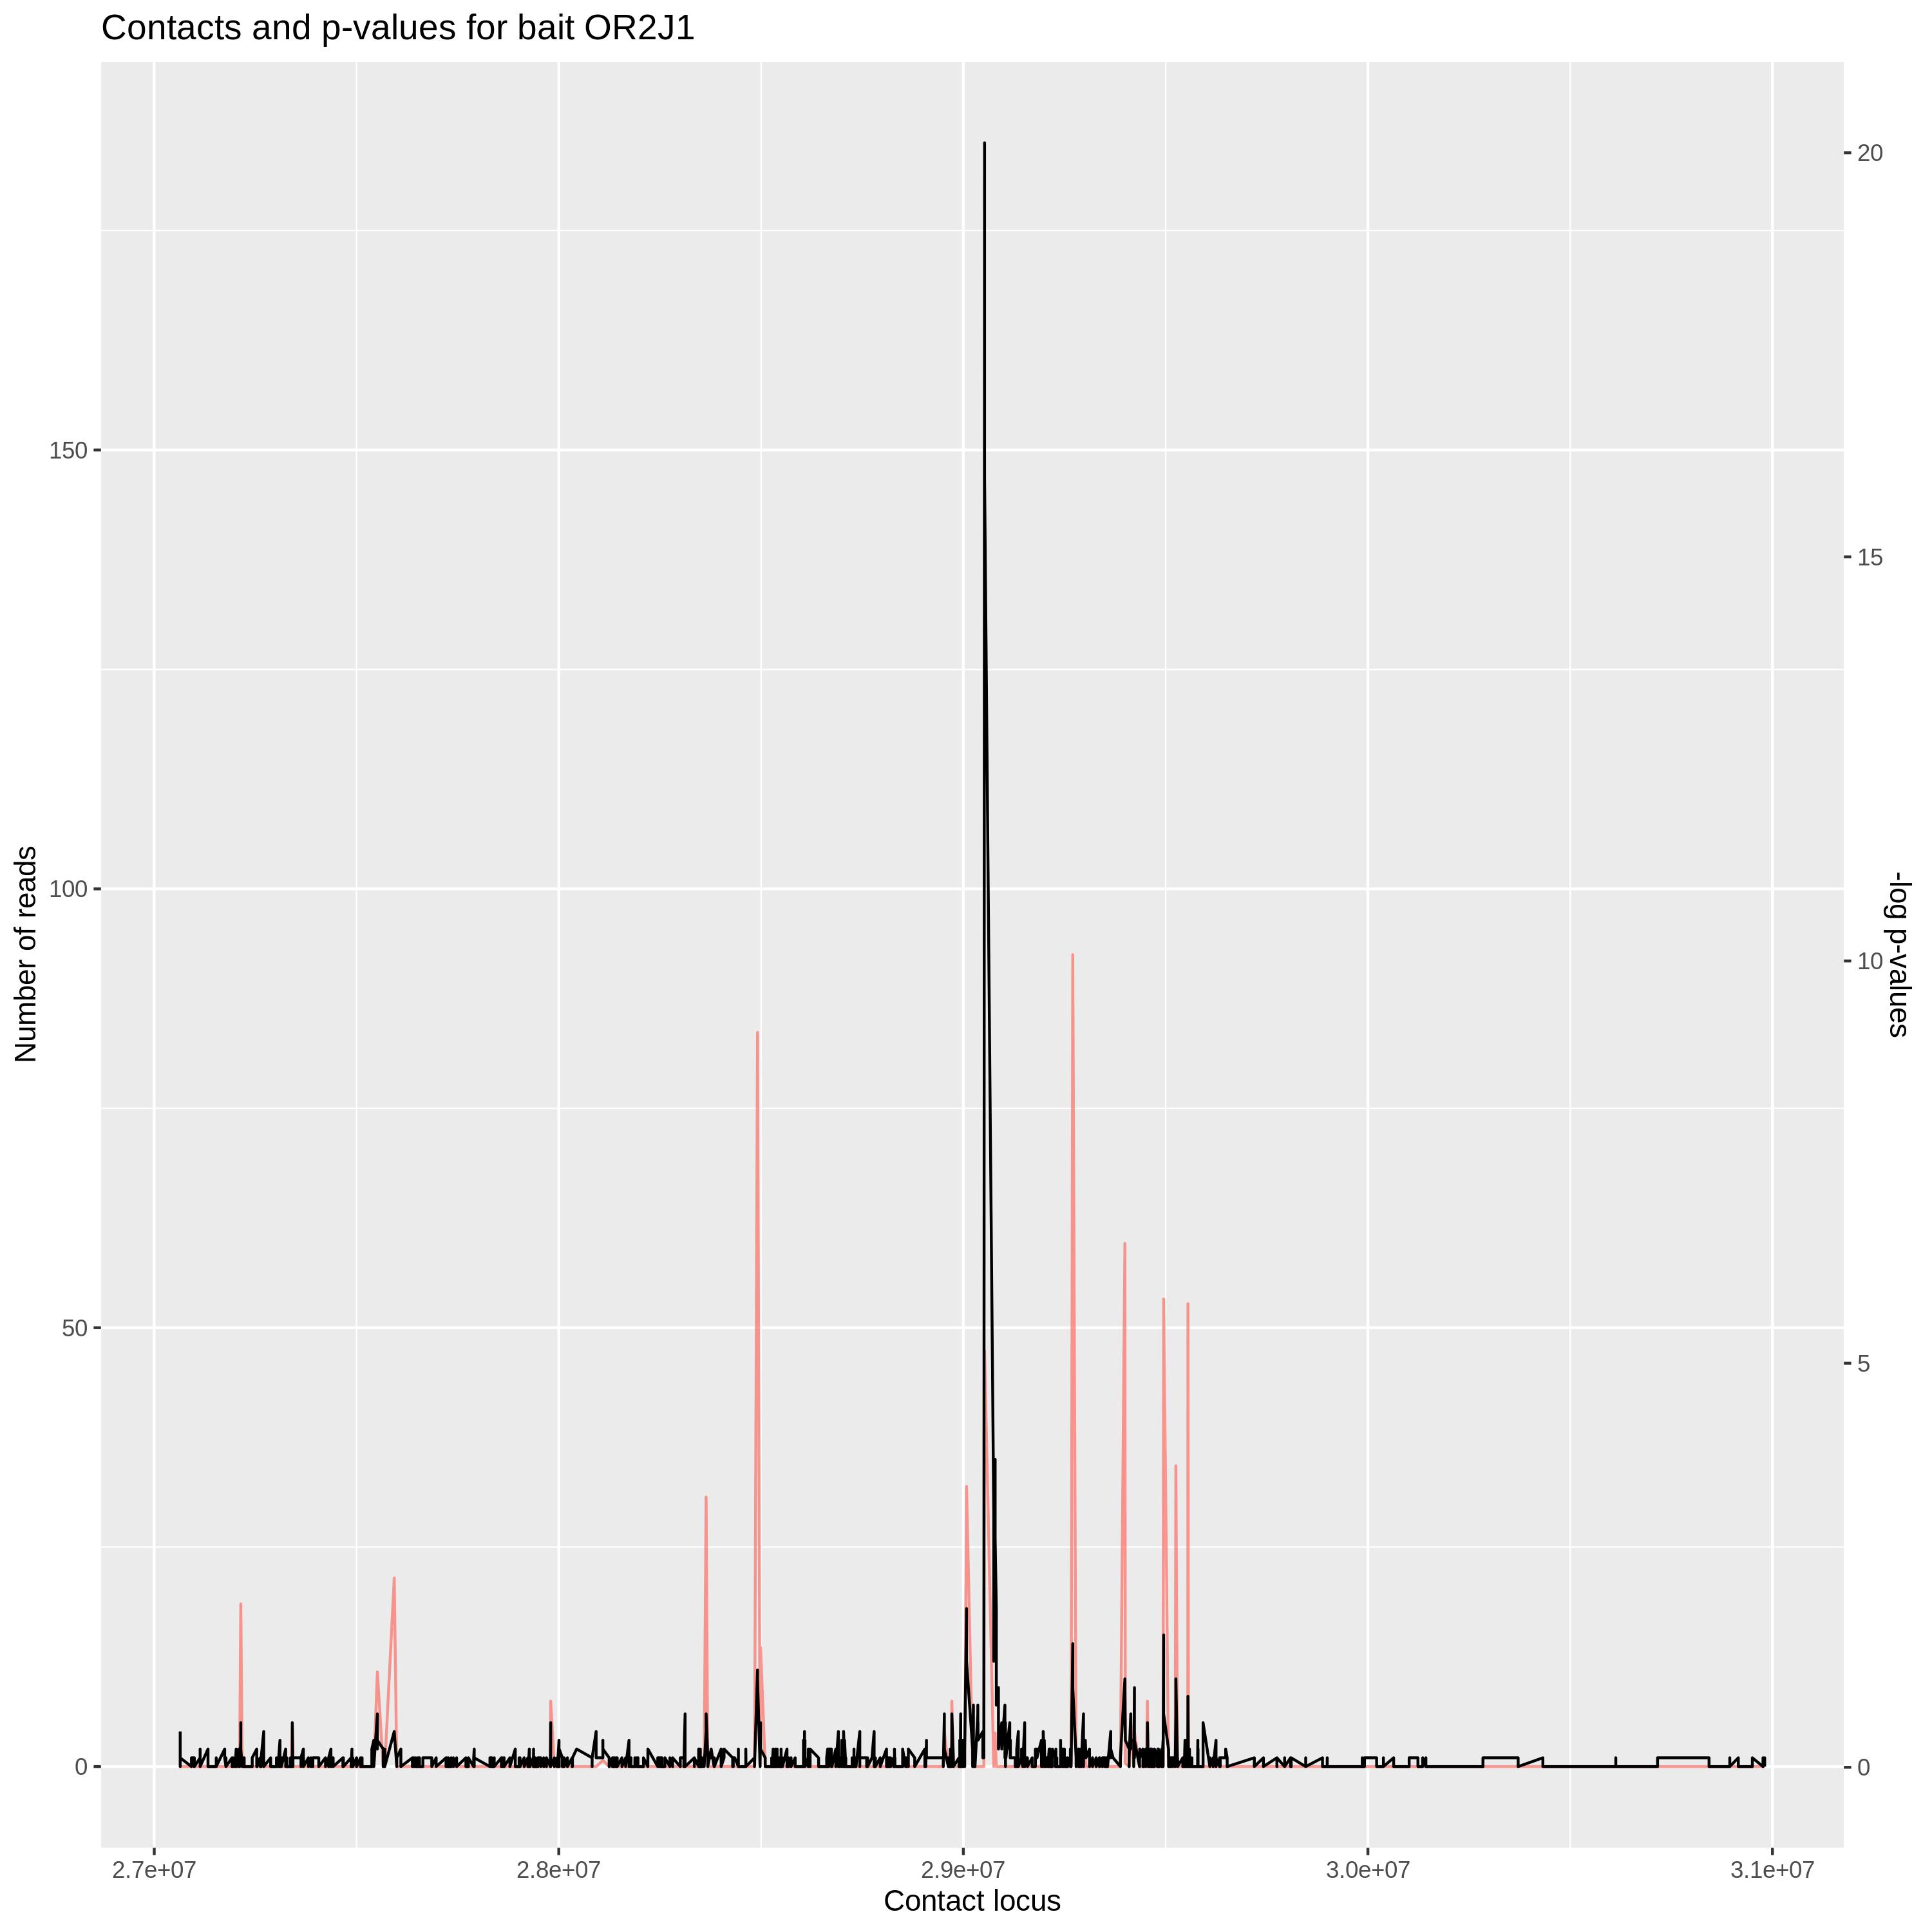 Contacts and p-values for bait OR2J1
Number of reads
150
100
50
0
20
15
10
5
0
-log p-values
2.7e+07
2.8e+07
2.9e+07
3.0e+07
3.1e+07
Contact locus